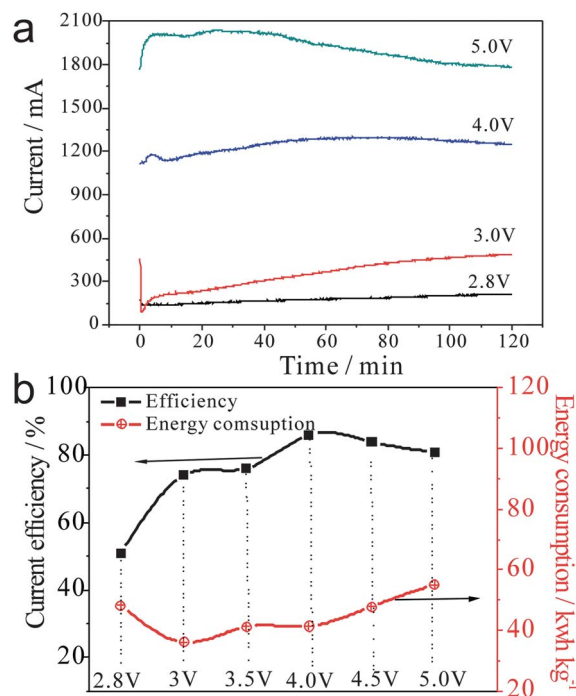 a
2100
1800
1500
1200
900
600
300
0
Current / mA
5.0V
4.0V
3.0V
2.8V
0
20
40
60
80
100
120
Time / min
b
100
80
60
40
20
Current efficiency / %
Efficiency
Energy comsuption
120
100
80
60
40
20
Energy consumption / kwh kg-1
2.8V
3V
3.5V
4.0V
4.5V
5.0V